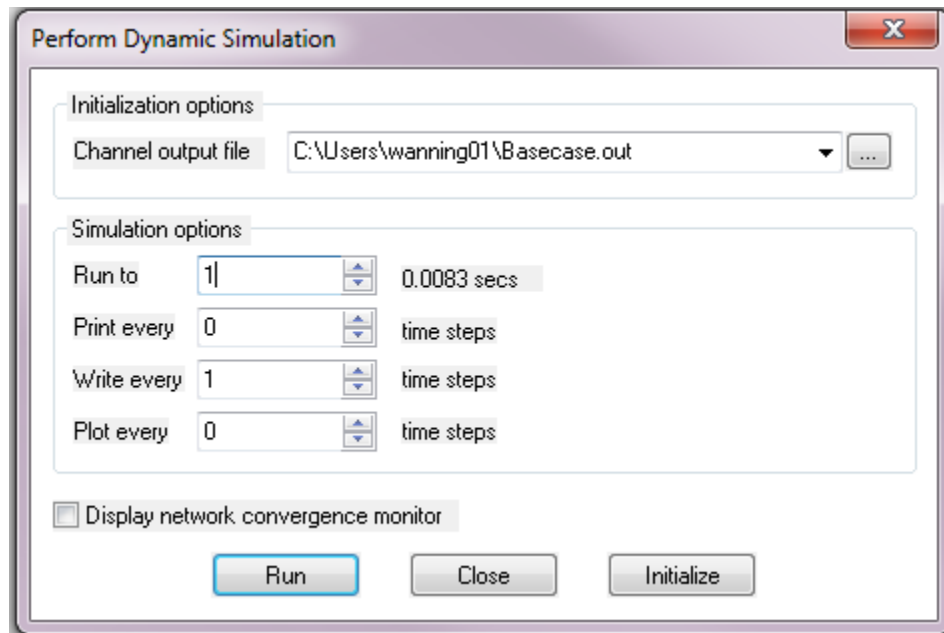 Perform Dynamic Simulation
Initialization options
Channel output file C:\Users\wanning01\Basecase.out ...
Simulation options
Run to 1 0.0083 secs
Print every 0 time steps
Write every 1 time steps
Plot every 0 time steps
Display network convergence monitor
Run Close Initialize